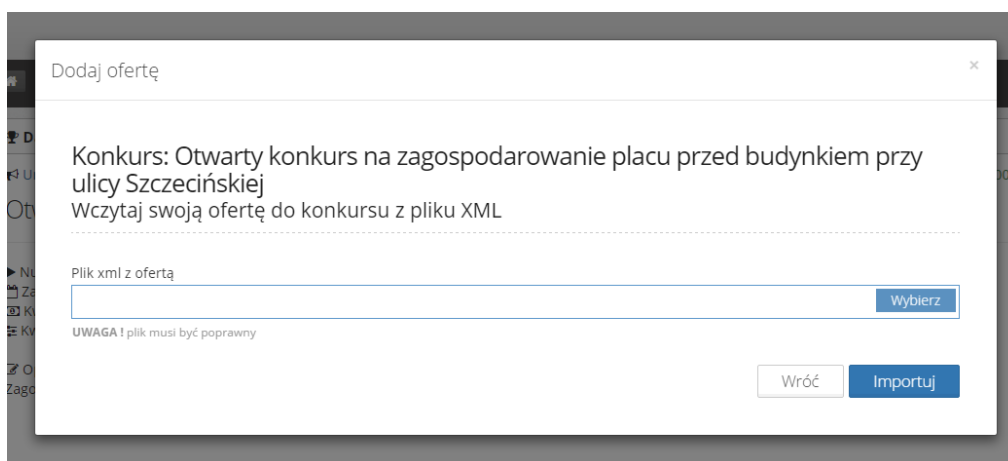 Dodaj ofertę
×
Konkurs: Otwarty konkurs na zagospodarowanie placu przed budynkiem przy
ulicy Szczecińskiej
Wczytaj swoją ofertę do konkursu z pliku XML
Plik xml z ofertą
Wybierz
UWAGA ! plik musi być poprawny
Wróć Importuj